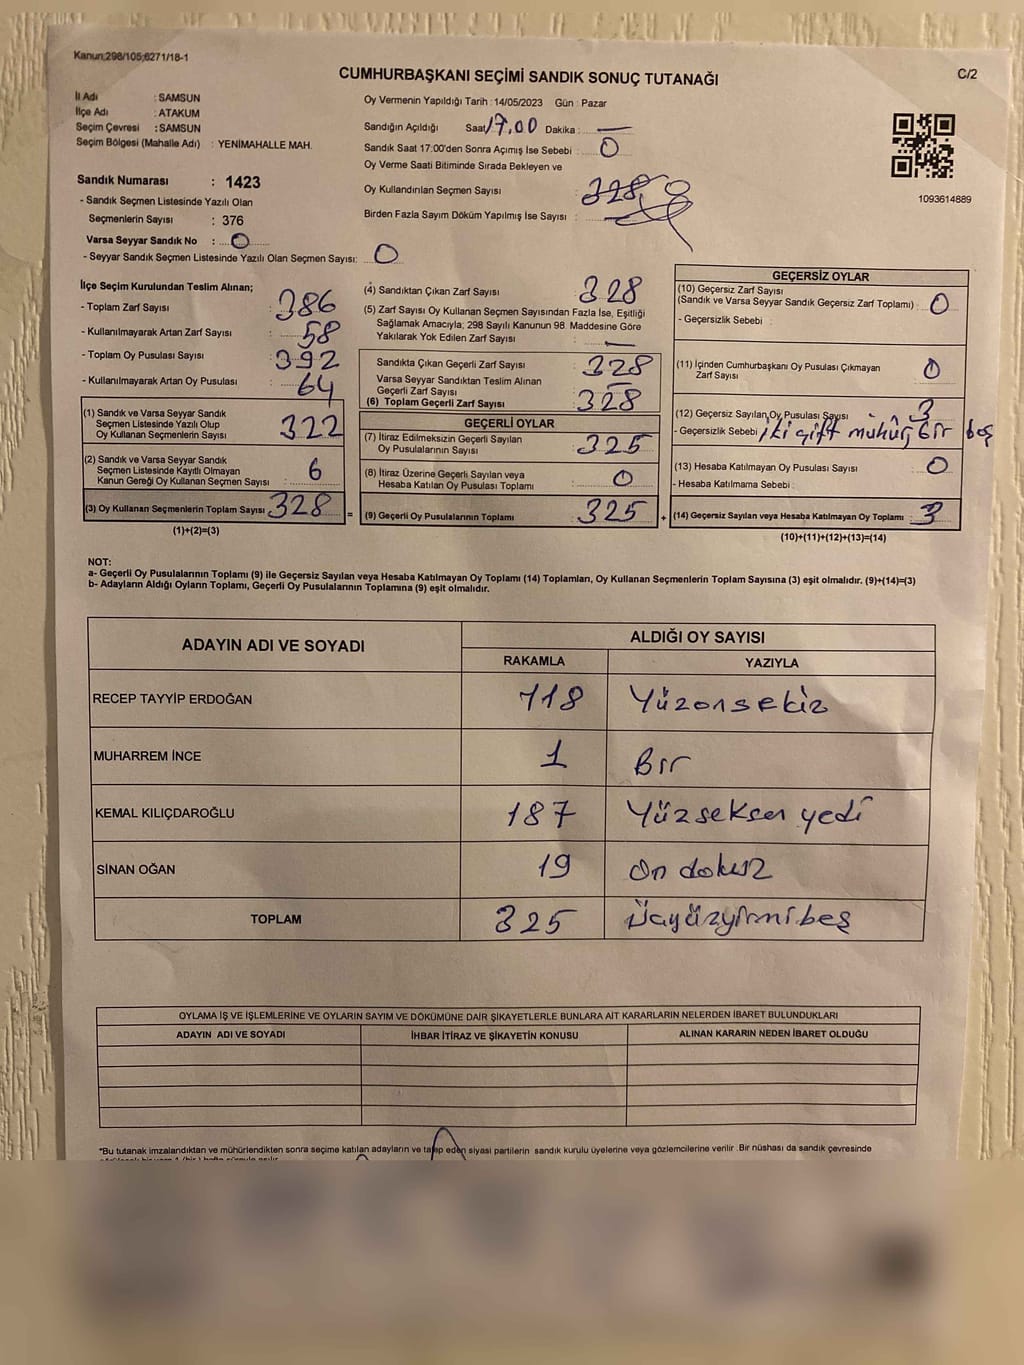 Kanun;298/105;6271/18-1
C/2
CUMHURBAŞKANI SEÇİMİ SANDIK SONUÇ TUTANAĞI
İl Adı : SAMSUN
İlçe Adı : ATAKUM
Seçim Çevresi : SAMSUN
Seçim Bölgesi (Mahalle Adı) : YENİMAHALLE MAH.
Oy Vermenin Yapıldığı Tarih : 14/05/2023 Gün : Pazar
Sandığın Açıldığı Saat 17.00 Dakika : —
Sandık Saat 17:00'den Sonra Açımış İse Sebebi : 0
Oy Verme Saati Bitiminde Sırada Bekleyen ve
Oy Kullandırılan Seçmen Sayısı : 328 0
Birden Fazla Sayım Döküm Yapılmış İse Sayısı : —
1093614889
Sandık Numarası : 1423
- Sandık Seçmen Listesinde Yazılı Olan
Seçmenlerin Sayısı : 376
Varsa Seyyar Sandık No : 0
- Seyyar Sandık Seçmen Listesinde Yazılı Olan Seçmen Sayısı: 0
İlçe Seçim Kurulundan Teslim Alınan;
- Toplam Zarf Sayısı : 386
- Kullanılmayarak Artan Zarf Sayısı : 58
- Toplam Oy Pusulası Sayısı : 392
- Kullanılmayarak Artan Oy Pusulası : 64
(1) Sandık ve Varsa Seyyar Sandık
Seçmen Listesinde Yazılı Olup
Oy Kullanan Seçmenlerin Sayısı : 322
(2) Sandık ve Varsa Seyyar Sandık
Seçmen Listesinde Kayıtlı Olmayan
Kanun Gereği Oy Kullanan Seçmen Sayısı : 6
(3) Oy Kullanan Seçmenlerin Toplam Sayısı : 328 =
(1)+(2)=(3)
(4) Sandıktan Çıkan Zarf Sayısı : 328
(5) Zarf Sayısı Oy Kullanan Seçmen Sayısından Fazla İse, Eşitliği
Sağlamak Amacıyla; 298 Sayılı Kanunun 98. Maddesine Göre
Yakılarak Yok Edilen Zarf Sayısı : —
Sandıkta Çıkan Geçerli Zarf Sayısı : 328
Varsa Seyyar Sandıktan Teslim Alınan
Geçerli Zarf Sayısı : —
(6) Toplam Geçerli Zarf Sayısı : 328
GEÇERLİ OYLAR
(7) İtiraz Edilmeksizin Geçerli Sayılan
Oy Pusulalarının Sayısı : 325
(8) İtiraz Üzerine Geçerli Sayılan veya
Hesaba Katılan Oy Pusulası Toplamı : 0
(9) Geçerli Oy Pusulalarının Toplamı : 325 +
GEÇERSİZ OYLAR
(10) Geçersiz Zarf Sayısı
(Sandık ve Varsa Seyyar Sandık Geçersiz Zarf Toplamı) : 0
- Geçersizlik Sebebi :
(11) İçinden Cumhurbaşkanı Oy Pusulası Çıkmayan
Zarf Sayısı : 0
(12) Geçersiz Sayılan Oy Pusulası Sayısı : 3
- Geçersizlik Sebebi : iki çift mühür bir boş
(13) Hesaba Katılmayan Oy Pusulası Sayısı : 0
- Hesaba Katılmama Sebebi :
(14) Geçersiz Sayılan veya Hesaba Katılmayan Oy Toplamı : 3
(10)+(11)+(12)+(13)=(14)
NOT:
a- Geçerli Oy Pusulalarının Toplamı (9) ile Geçersiz Sayılan veya Hesaba Katılmayan Oy Toplamı (14) Toplamları, Oy Kullanan Seçmenlerin Toplam Sayısına (3) eşit olmalıdır. (9)+(14)=(3)
b- Adayların Aldığı Oyların Toplamı, Geçerli Oy Pusulalarının Toplamına (9) eşit olmalıdır.
ADAYIN ADI VE SOYADI
ALDIĞI OY SAYISI
RAKAMLA YAZIYLA
RECEP TAYYİP ERDOĞAN 118 Yüzonsekiz
MUHARREM İNCE 1 Bir
KEMAL KILIÇDAROĞLU 187 Yüzseksen yedi
SİNAN OĞAN 19 On dokuz
TOPLAM 325 Üçyüzyirmibeş
OYLAMA İŞ VE İŞLEMLERİNE VE OYLARIN SAYIM VE DÖKÜMÜNE DAİR ŞİKAYETLERLE BUNLARA AİT KARARLARIN NELERDEN İBARET BULUNDUKLARI
ADAYIN ADI VE SOYADI İHBAR İTİRAZ VE ŞİKAYETİN KONUSU ALINAN KARARIN NEDEN İBARET OLDUĞU
*Bu tutanak imzalandıktan ve mühürlendikten sonra seçime katılan adayların ve takip eden siyasi partilerin sandık kurulu üyelerine veya gözlemcilerine verilir. Bir nüshası da sandık çevresinde